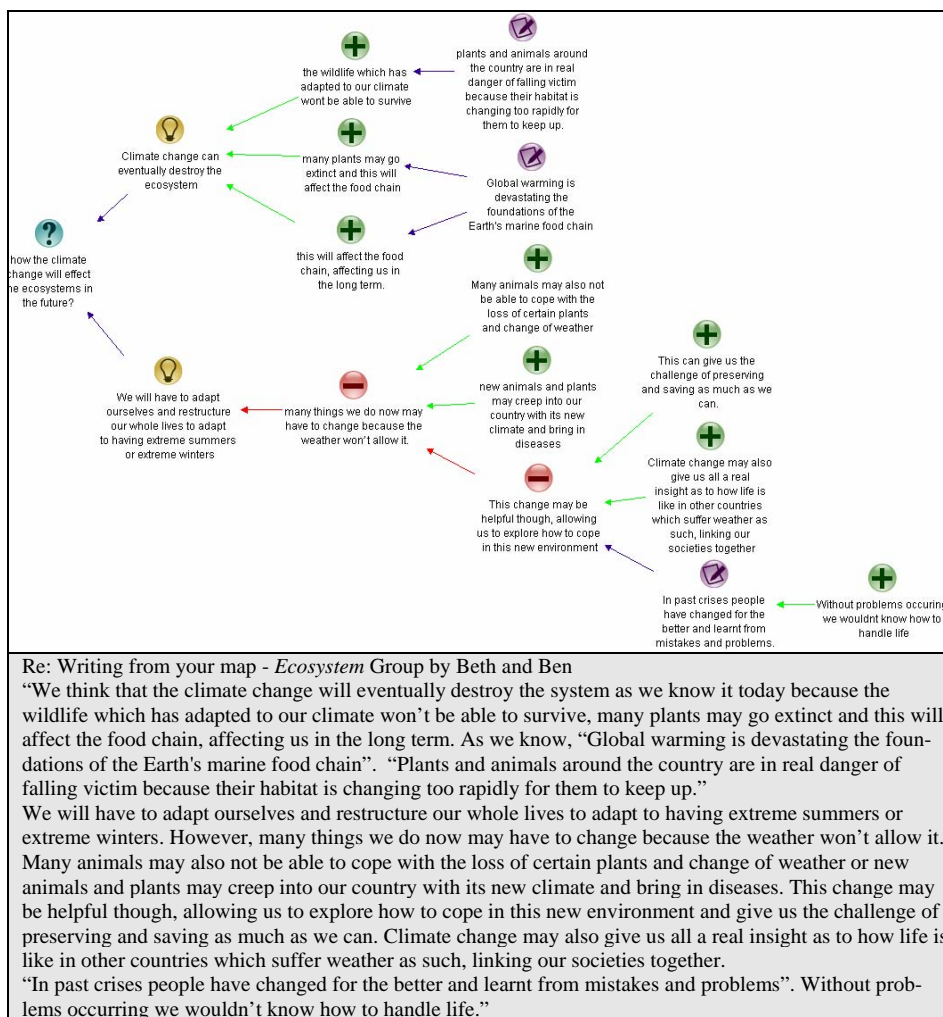 plants and animals around
the country are in real
danger of falling victim
because their habitat is
changing too rapidly for
them to keep up.
the wildlife which has
adapted to our climate
wont be able to survive
Climate change can
eventually destroy the
ecosystem
many plants may go
extinct and this will
affect the food chain
Global warming is
devastating the
foundations of the
Earth's marine food chain
this will affect the food
chain, affecting us in
the long term.
how the climate
change will effect
the ecosystems in
the future?
Many animals may also not
be able to cope with the
loss of certain plants
and change of weather
We will have to adapt
ourselves and restructure
our whole lives to adapt
to having extreme summers
or extreme winters
many things we do now may
have to change because the
weather won't allow it.
new animals and plants
may creep into our
country with its new
climate and bring in
diseases
This can give us the
challenge of preserving
and saving as much as we
can.
This change may be
helpful though, allowing
us to explore how to cope
in this new environment
Climate change may also
give us all a real
insight as to how life is
like in other countries
which suffer weather as
such, linking our
societies together
In past crises people
have changed for the
better and learnt from
mistakes and problems.
Without problems occuring
we wouldnt know how to
handle life
Re: Writing from your map - Ecosystem Group by Beth and Ben
“We think that the climate change will eventually destroy the system as we know it today because the
wildlife which has adapted to our climate won’t be able to survive, many plants may go extinct and this will
affect the food chain, affecting us in the long term. As we know, “Global warming is devastating the foun-
dations of the Earth's marine food chain”. “Plants and animals around the country are in real danger of
falling victim because their habitat is changing too rapidly for them to keep up.”
We will have to adapt ourselves and restructure our whole lives to adapt to having extreme summers or
extreme winters. However, many things we do now may have to change because the weather won’t allow it.
Many animals may also not be able to cope with the loss of certain plants and change of weather or new
animals and plants may creep into our country with its new climate and bring in diseases. This change may
be helpful though, allowing us to explore how to cope in this new environment and give us the challenge of
preserving and saving as much as we can. Climate change may also give us all a real insight as to how life is
like in other countries which suffer weather as such, linking our societies together.
“In past crises people have changed for the better and learnt from mistakes and problems”. Without prob-
lems occurring we wouldn’t know how to handle life.”